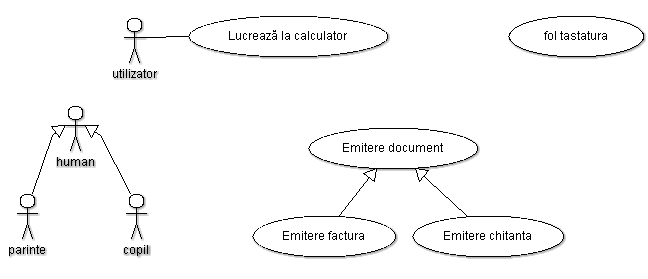 Lucrează la calculator
fol tastatura
utilizator
human
Emitere document
parinte
copil
Emitere factura
Emitere chitanta